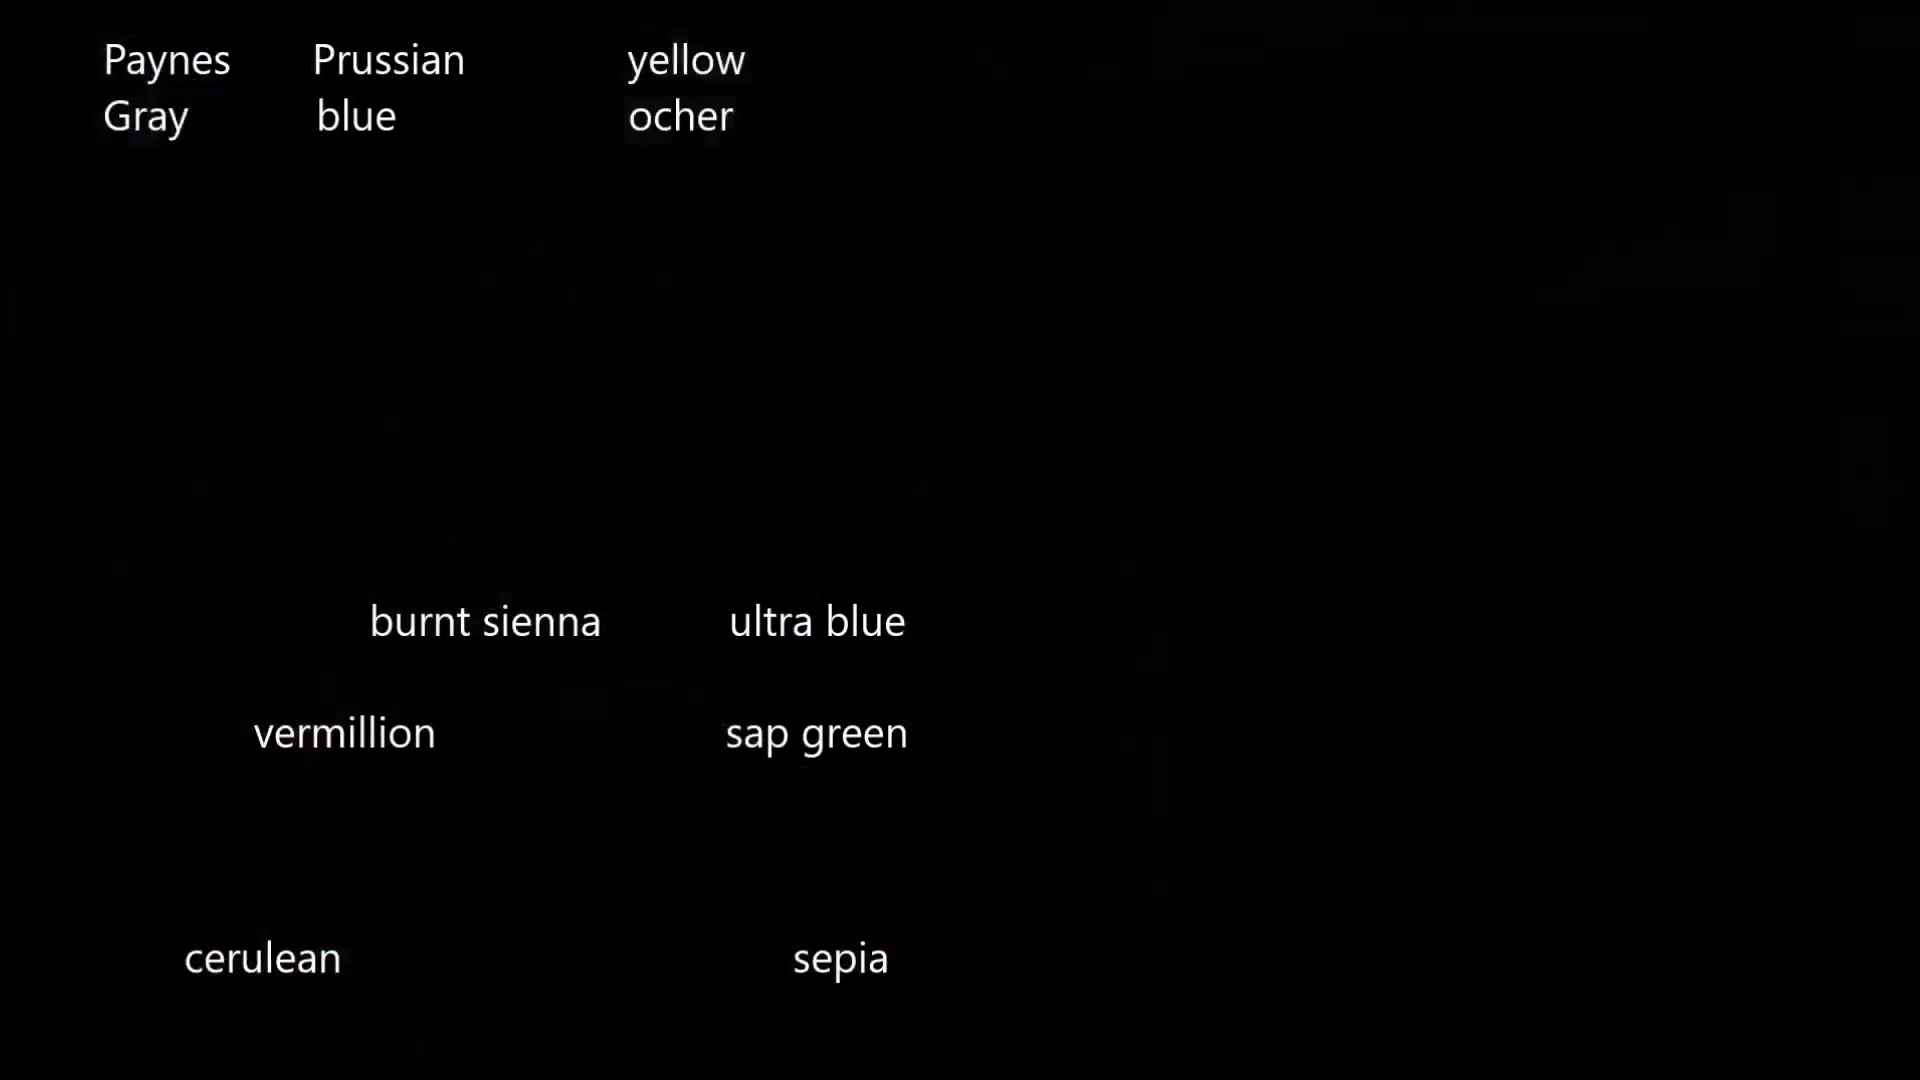 Paynes Prussian yellow
Gray blue ocher
burnt sienna ultra blue
vermillion sap green
cerulean sepia